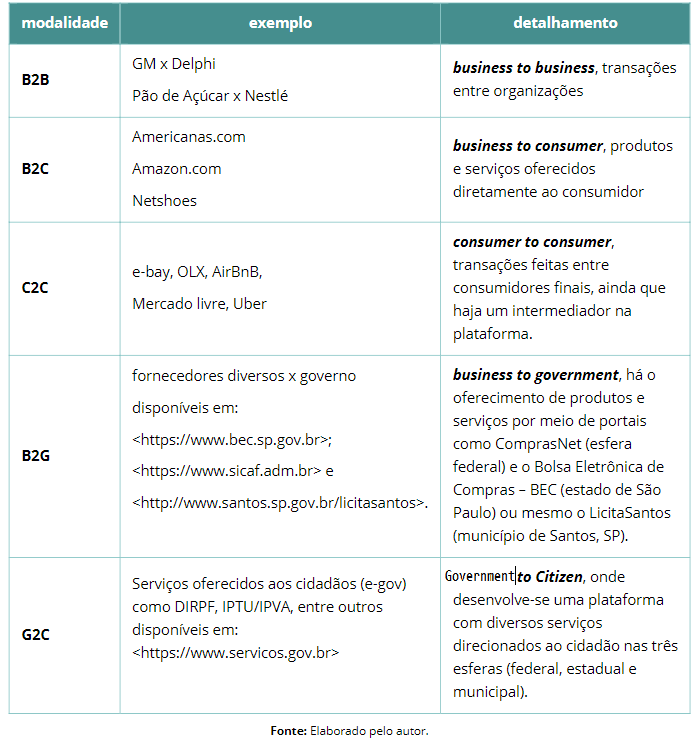 modalidade exemplo detalhamento
B2B
GM x Delphi
Pão de Açúcar x Nestlé
business to business, transações
entre organizações
B2C
Americanas.com
Amazon.com
Netshoes
business to consumer, produtos
e serviços oferecidos
diretamente ao consumidor
C2C
e-bay, OLX, AirBnB,
Mercado livre, Uber
consumer to consumer,
transações feitas entre
consumidores finais, ainda que
haja um intermediador na
plataforma.
B2G
fornecedores diversos x governo
disponíveis em:
<https://www.bec.sp.gov.br>;
<https://www.sicaf.adm.br> e
<http://www.santos.sp.gov.br/licitasantos>.
business to government, há o
oferecimento de produtos e
serviços por meio de portais
como ComprasNet (esfera
federal) e o Bolsa Eletrônica de
Compras – BEC (estado de São
Paulo) ou mesmo o LicitaSantos
(município de Santos, SP).
G2C
Serviços oferecidos aos cidadãos (e-gov)
como DIRPF, IPTU/IPVA, entre outros
disponíveis em:
<https://www.servicos.gov.br>
Government to Citizen, onde
desenvolve-se uma plataforma
com diversos serviços
direcionados ao cidadão nas três
esferas (federal, estadual e
municipal).
Fonte: Elaborado pelo autor.